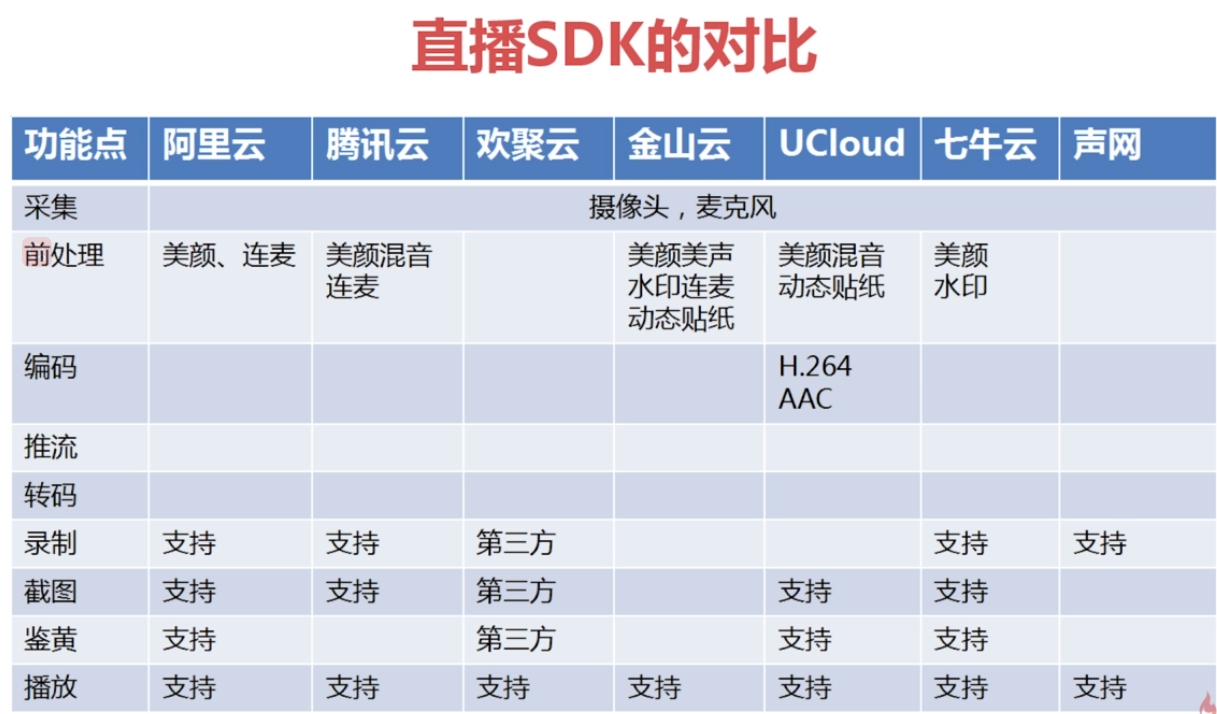 直播SDK的对比
功能点 阿里云 腾讯云 欢聚云 金山云 UCloud 七牛云 声网
采集 摄像头，麦克风
前处理 美颜、连麦 美颜混音 美颜美声 美颜混音 美颜
连麦 水印连麦 动态贴纸 水印
动态贴纸
编码 H.264
AAC
推流
转码
录制 支持 支持 第三方 支持 支持
截图 支持 支持 第三方 支持 支持
鉴黄 支持 第三方 支持 支持
播放 支持 支持 支持 支持 支持 支持 支持